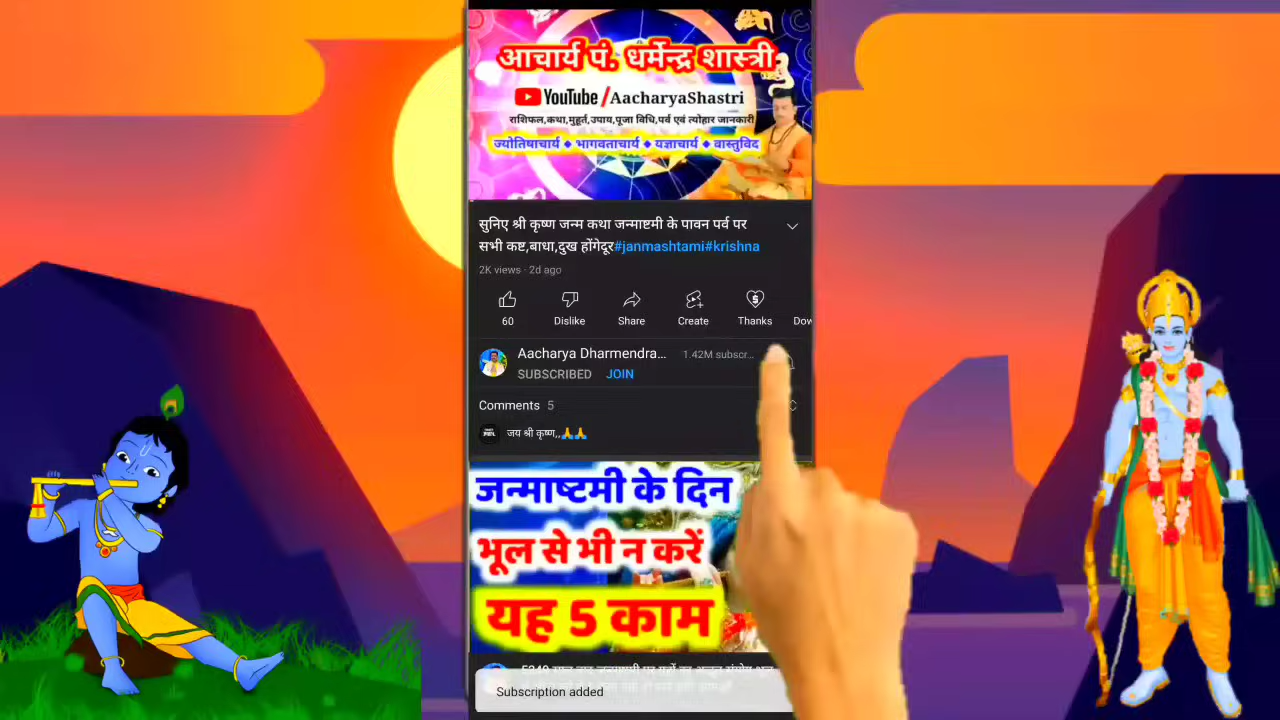 आचार्य पं. धर्मेन्द्र शास्त्री
YouTube/AacharyaShastri
राशिफल,कथा,मुहूर्त,उपाय,पूजा विधि,पर्व एवं त्योहार जानकारी
ज्योतिषाचार्य ◆ भागवताचार्य ◆ यज्ञाचार्य ◆ वास्तुविद
सुनिए श्री कृष्ण जन्म कथा जन्माष्टमी के पावन पर्व पर
सभी कष्ट,बाधा,दुख होंगेदूर#janmashtami#krishna
2K views · 2d ago
60 Dislike Share Create Thanks Dow
Aacharya Dharmendra... 1.42M subscr...
SUBSCRIBED JOIN
Comments 5
जय श्री कृष्ण,,🙏🙏
जन्माष्टमी के दिन
भूल से भी न करें
यह 5 काम
Subscription added